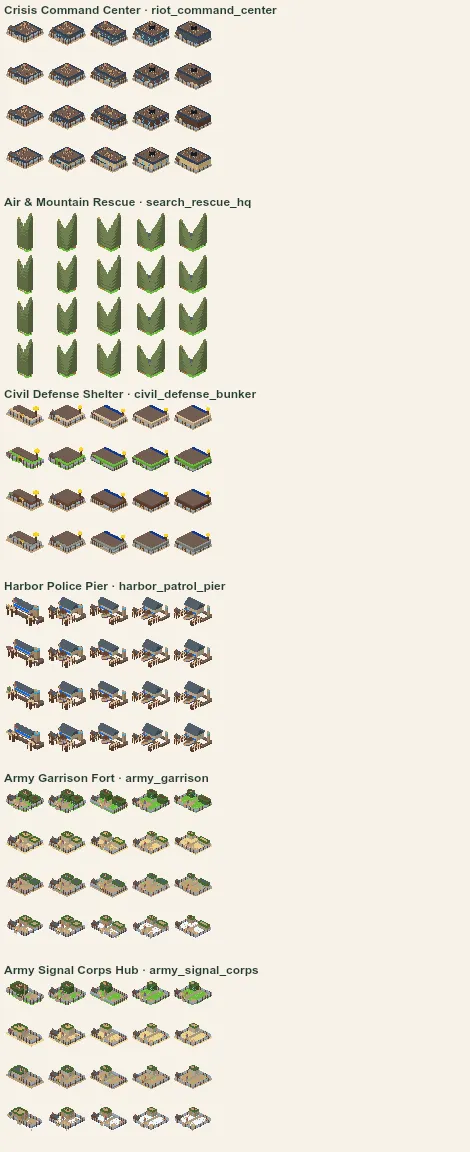 Crisis Command Center · riot_command_center
Air & Mountain Rescue · search_rescue_hq
Civil Defense Shelter · civil_defense_bunker
Harbor Police Pier · harbor_patrol_pier
Army Garrison Fort · army_garrison
Army Signal Corps Hub · army_signal_corps